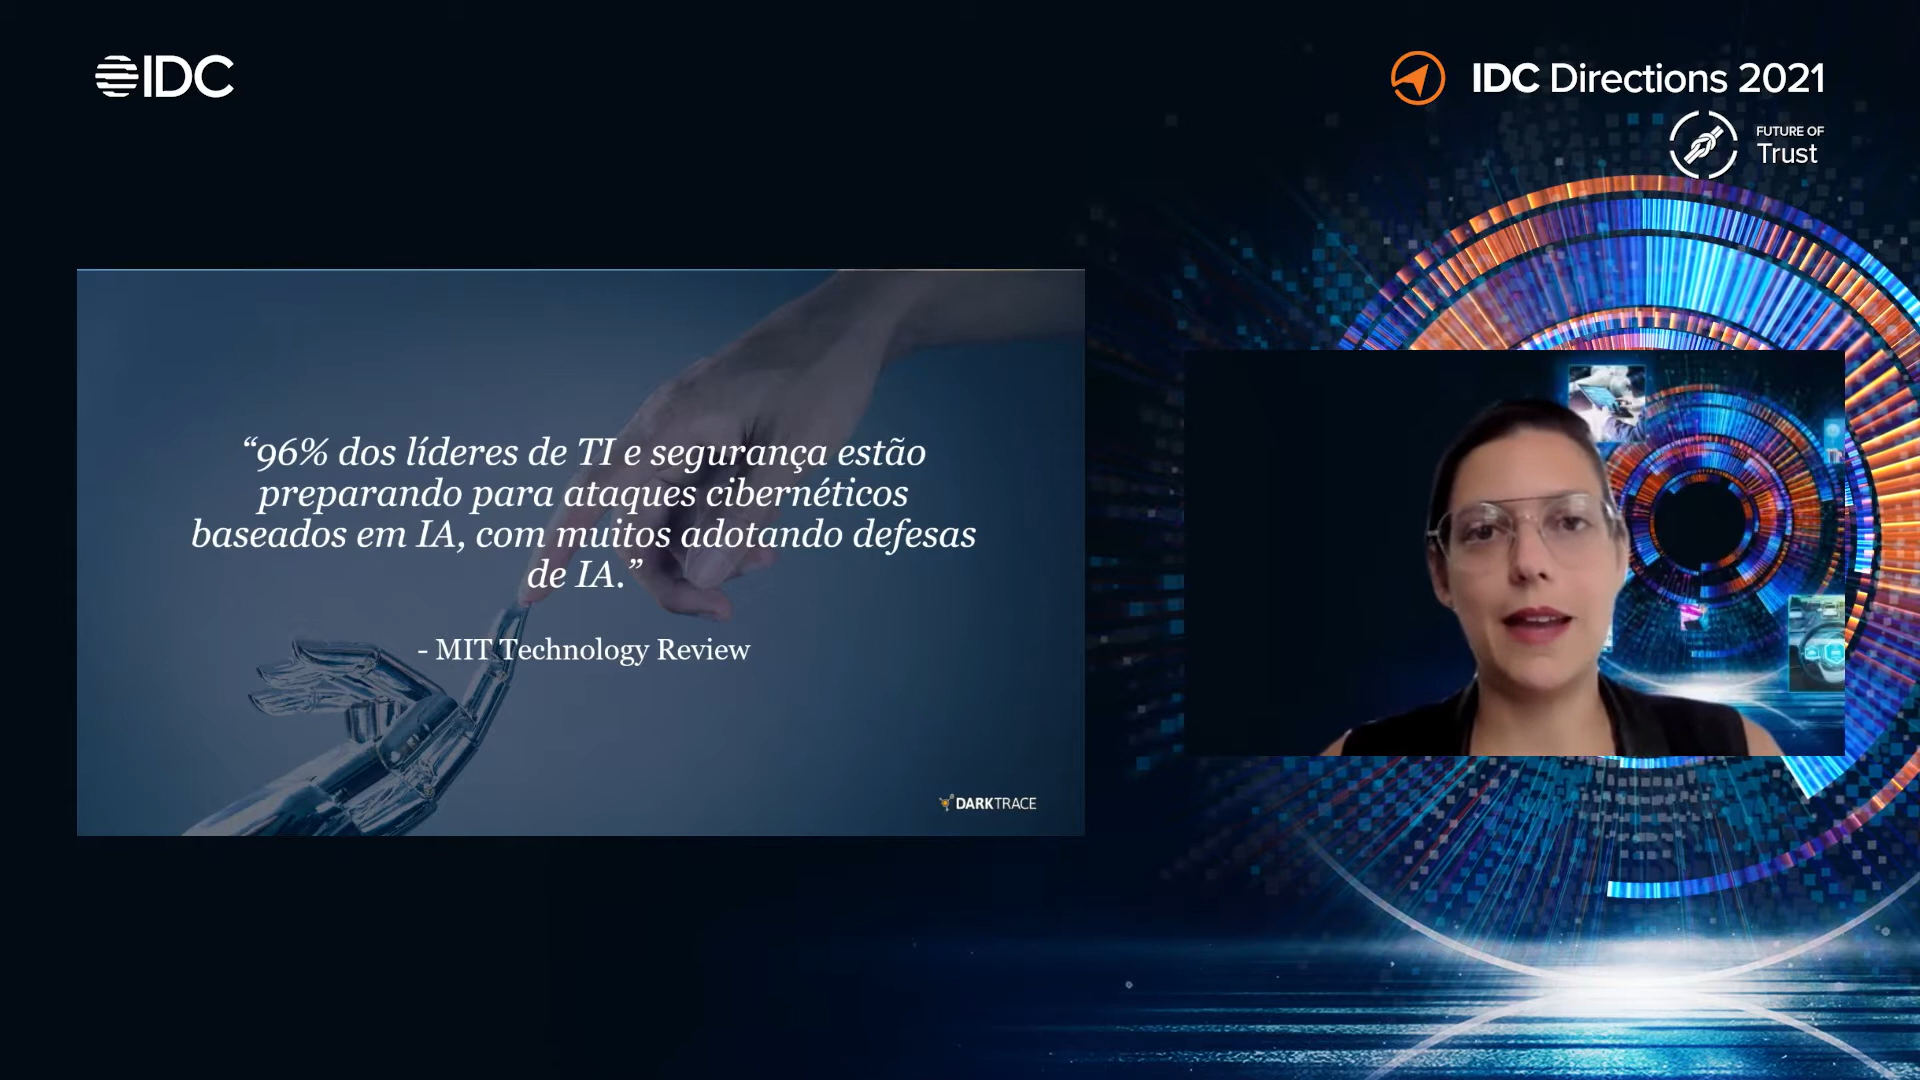 IDC
IDC Directions 2021
FUTURE OF
Trust
“96% dos líderes de TI e segurança estão
preparando para ataques cibernéticos
baseados em IA, com muitos adotando defesas
de IA.”
- MIT Technology Review
DARKTRACE